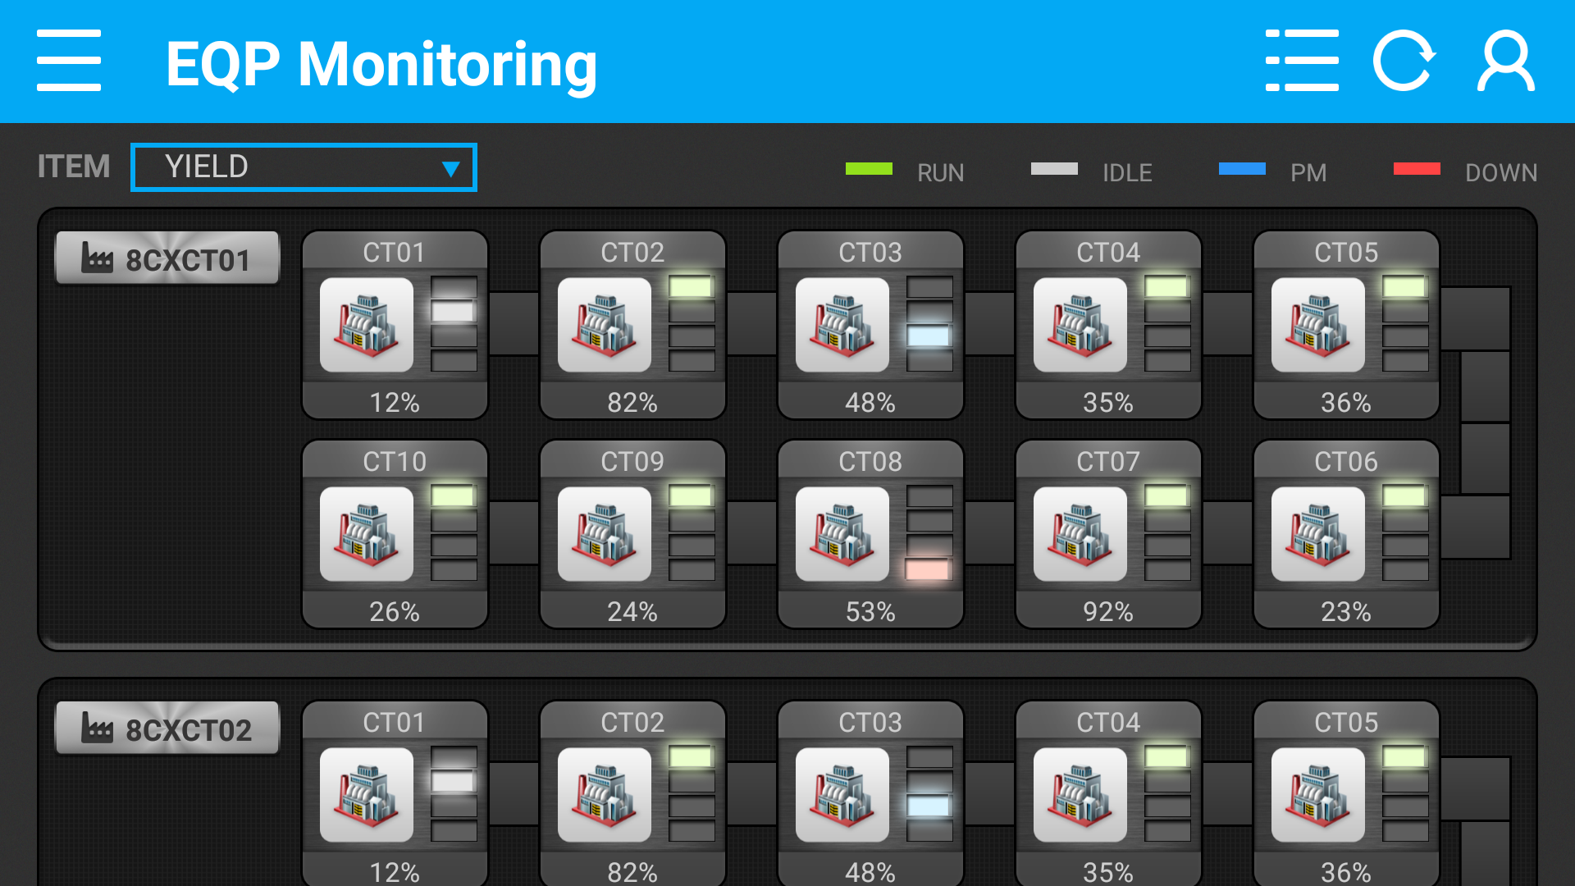 EQP Monitoring
ITEM YIELD RUN IDLE PM DOWN
8CXCT01 CT01 CT02 CT03 CT04 CT05
12% 82% 48% 35% 36%
CT10 CT09 CT08 CT07 CT06
26% 24% 53% 92% 23%
8CXCT02 CT01 CT02 CT03 CT04 CT05
12% 82% 48% 35% 36%